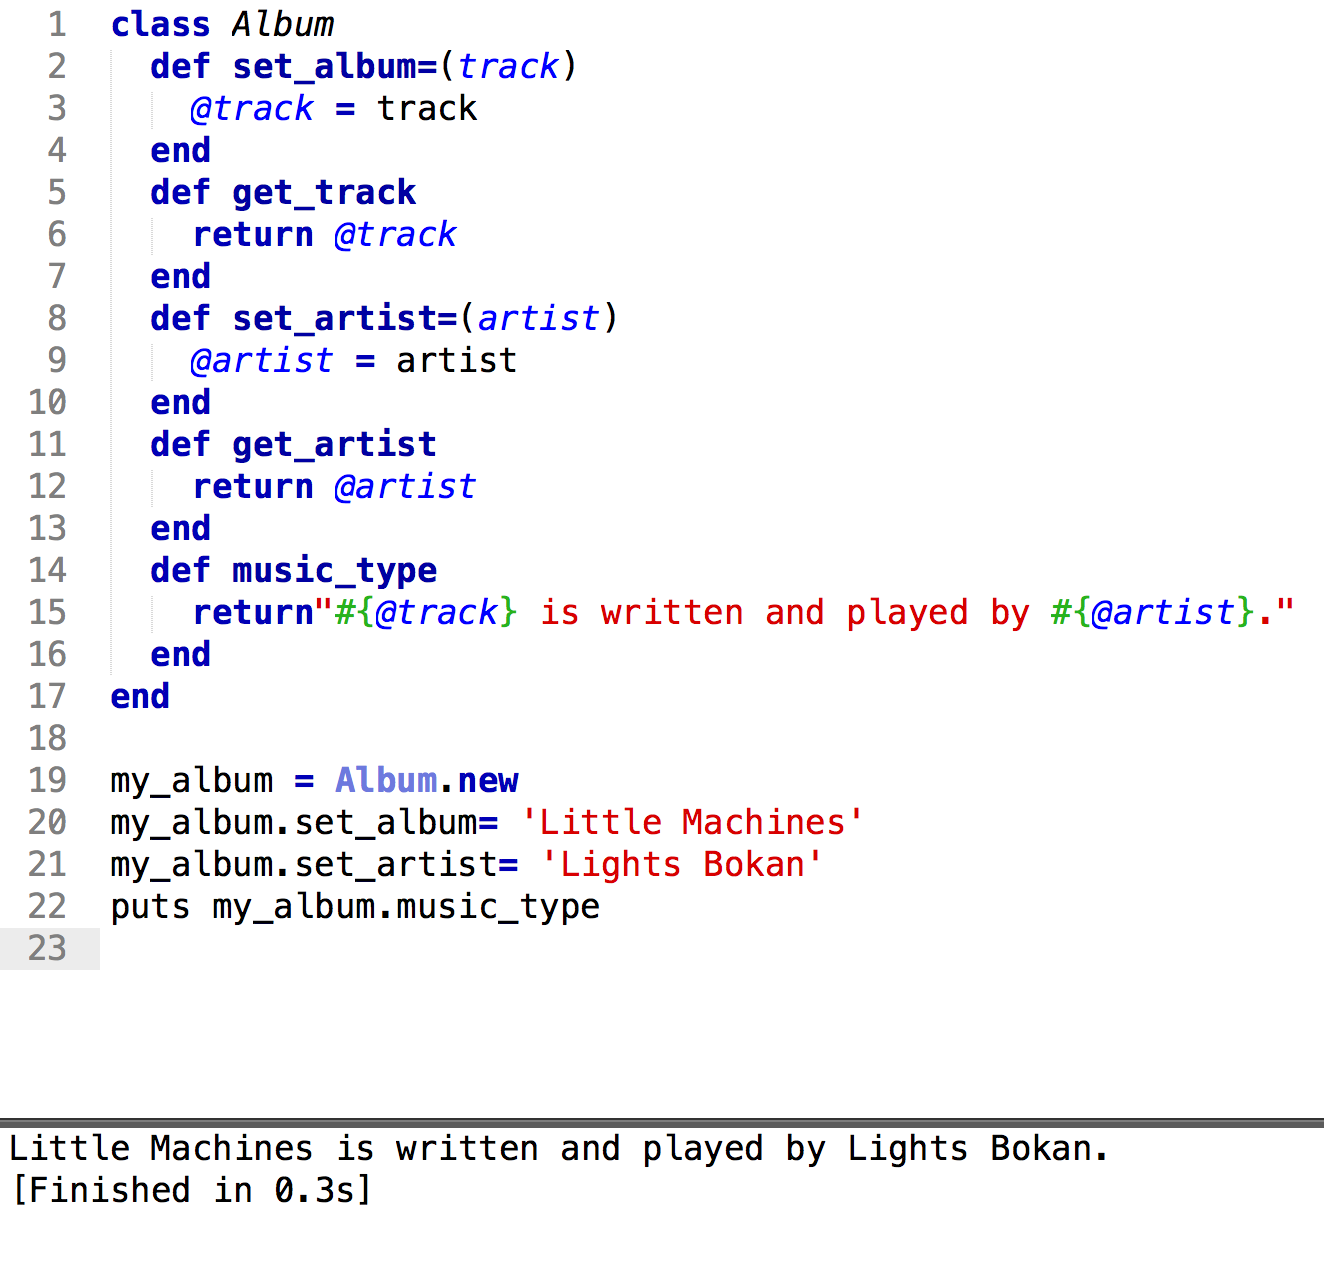 1 class Album
2   def set_album=(track)
3     @track = track
4   end
5   def get_track
6     return @track
7   end
8   def set_artist=(artist)
9     @artist = artist
10   end
11   def get_artist
12     return @artist
13   end
14   def music_type
15     return"#{@track} is written and played by #{@artist}."
16   end
17 end
18
19 my_album = Album.new
20 my_album.set_album= 'Little Machines'
21 my_album.set_artist= 'Lights Bokan'
22 puts my_album.music_type
23
Little Machines is written and played by Lights Bokan.
[Finished in 0.3s]